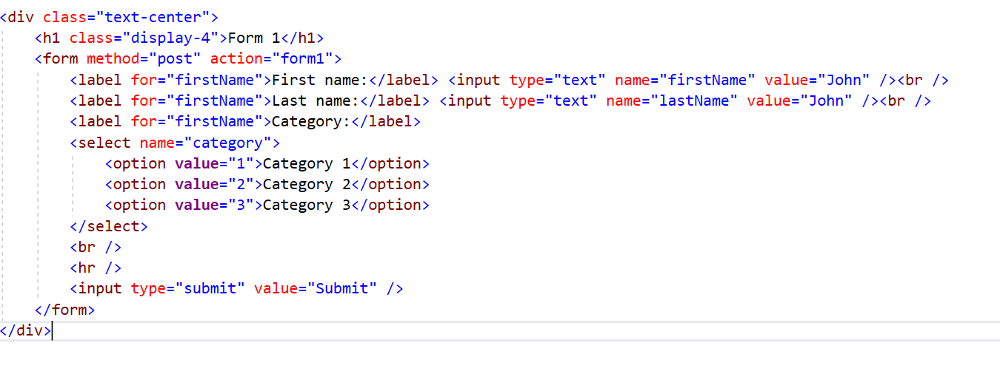 <div class="text-center">
<h1 class="display-4">Form 1</h1>
<form method="post" action="form1">
<label for="firstName">First name:</label> <input type="text" name="firstName" value="John" /><br />
<label for="firstName">Last name:</label> <input type="text" name="lastName" value="John" /><br />
<label for="firstName">Category:</label>
<select name="category">
<option value="1">Category 1</option>
<option value="2">Category 2</option>
<option value="3">Category 3</option>
</select>
<br />
<hr />
<input type="submit" value="Submit" />
</form>
</div>